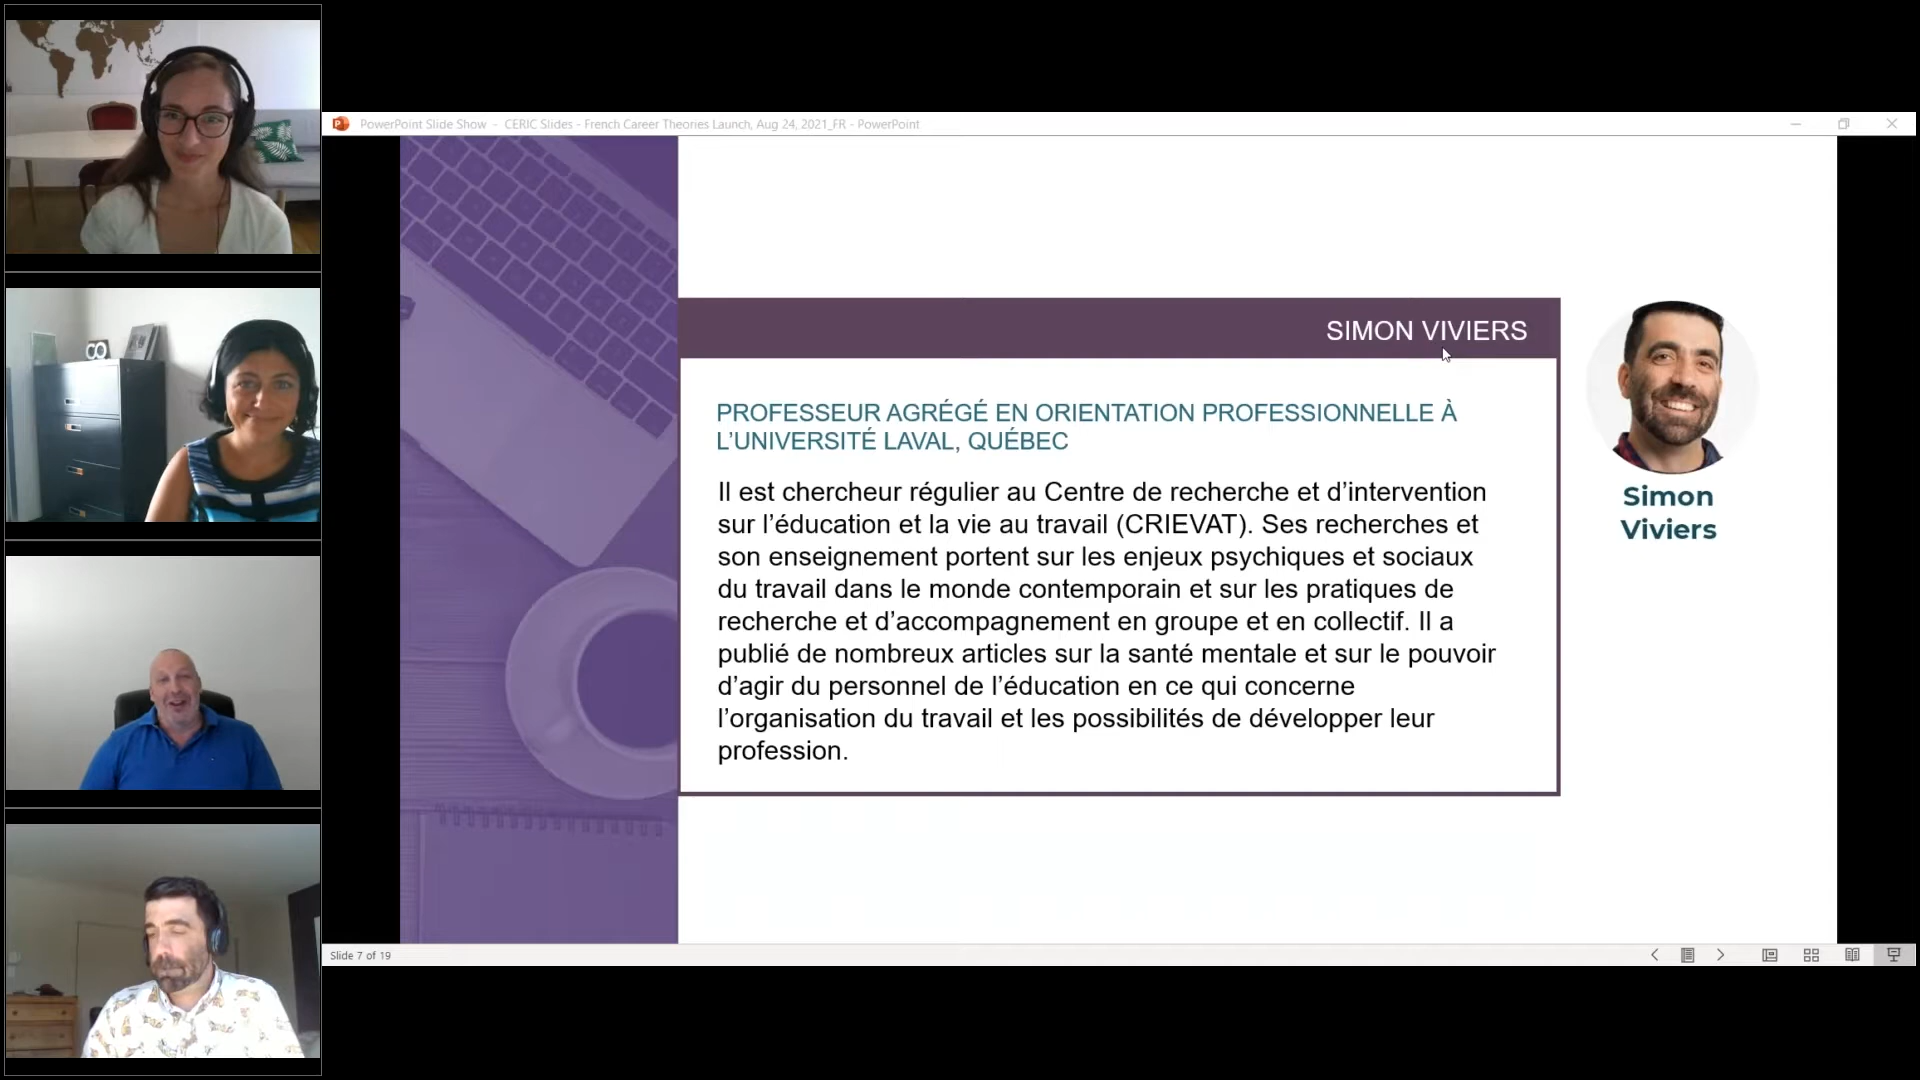 PowerPoint Slide Show - CERIC Slides - French Career Theories Launch, Aug 24, 2021_FR - PowerPoint
SIMON VIVIERS
PROFESSEUR AGRÉGÉ EN ORIENTATION PROFESSIONNELLE À
L’UNIVERSITÉ LAVAL, QUÉBEC
Il est chercheur régulier au Centre de recherche et d’intervention
sur l’éducation et la vie au travail (CRIEVAT). Ses recherches et
son enseignement portent sur les enjeux psychiques et sociaux
du travail dans le monde contemporain et sur les pratiques de
recherche et d’accompagnement en groupe et en collectif. Il a
publié de nombreux articles sur la santé mentale et sur le pouvoir
d’agir du personnel de l’éducation en ce qui concerne
l’organisation du travail et les possibilités de développer leur
profession.
Simon
Viviers
Slide 7 of 19